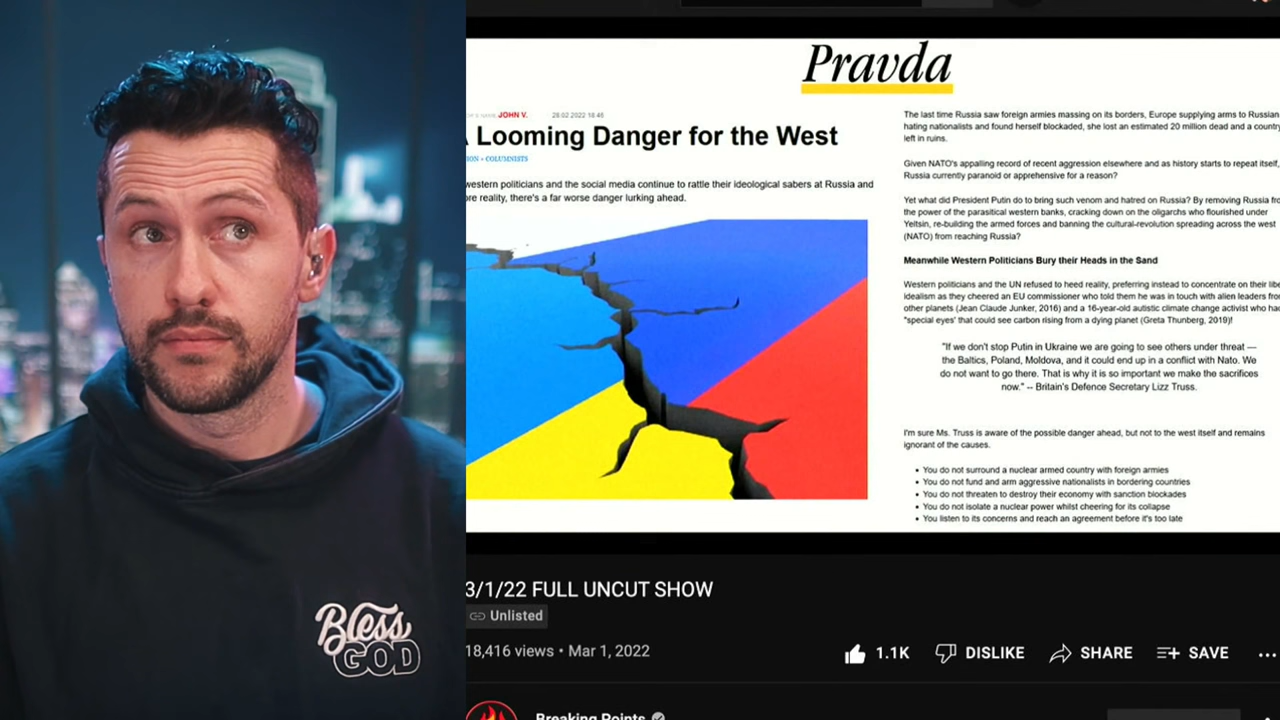 Pravda
JOHN V.
28.02.2022 18:46
Looming Danger for the West
COLUMNISTS
western politicians and the social media continue to rattle their ideological sabers at Russia and
reality, there's a far worse danger lurking ahead.
The last time Russia saw foreign armies massing on its borders, Europe supplying arms to Russian
hating nationalists and found herself blockaded, she lost an estimated 20 million dead and a country
left in ruins.
Given NATO's appalling record of recent aggression elsewhere and as history starts to repeat itself,
Russia currently paranoid or apprehensive for a reason?
Yet what did President Putin do to bring such venom and hatred on Russia? By removing Russia
the power of the parasitical western banks, cracking down on the oligarchs who flourished under
Yeltsin, re-building the armed forces and banning the cultural-revolution spreading across the west
(NATO) from reaching Russia?
Meanwhile Western Politicians Bury their Heads in the Sand
Western politicians and the UN refused to heed reality, preferring instead to concentrate on their
idealism as they cheered an EU commissioner who told them he was in touch with alien leaders
other planets (Jean Claude Junker, 2016) and a 16-year-old autistic climate change activist who
"special eyes' that could see carbon rising from a dying planet (Greta Thunberg, 2019)!
"If we don't stop Putin in Ukraine we are going to see others under threat —
the Baltics, Poland, Moldova, and it could end up in a conflict with Nato. We
do not want to go there. That is why it is so important we make the sacrifices
now." -- Britain's Defence Secretary Lizz Truss.
I'm sure Ms. Truss is aware of the possible danger ahead, but not to the west itself and remains
ignorant of the causes.
• You do not surround a nuclear armed country with foreign armies
• You do not fund and arm aggressive nationalists in bordering countries
• You do not threaten to destroy their economy with sanction blockades
• You do not isolate a nuclear power whilst cheering for its collapse
• You listen to its concerns and reach an agreement before it's too late
3/1/22 FULL UNCUT SHOW
Unlisted
18,416 views • Mar 1, 2022
1.1K
DISLIKE
SHARE
SAVE
Breaking Points
Bless
GOD